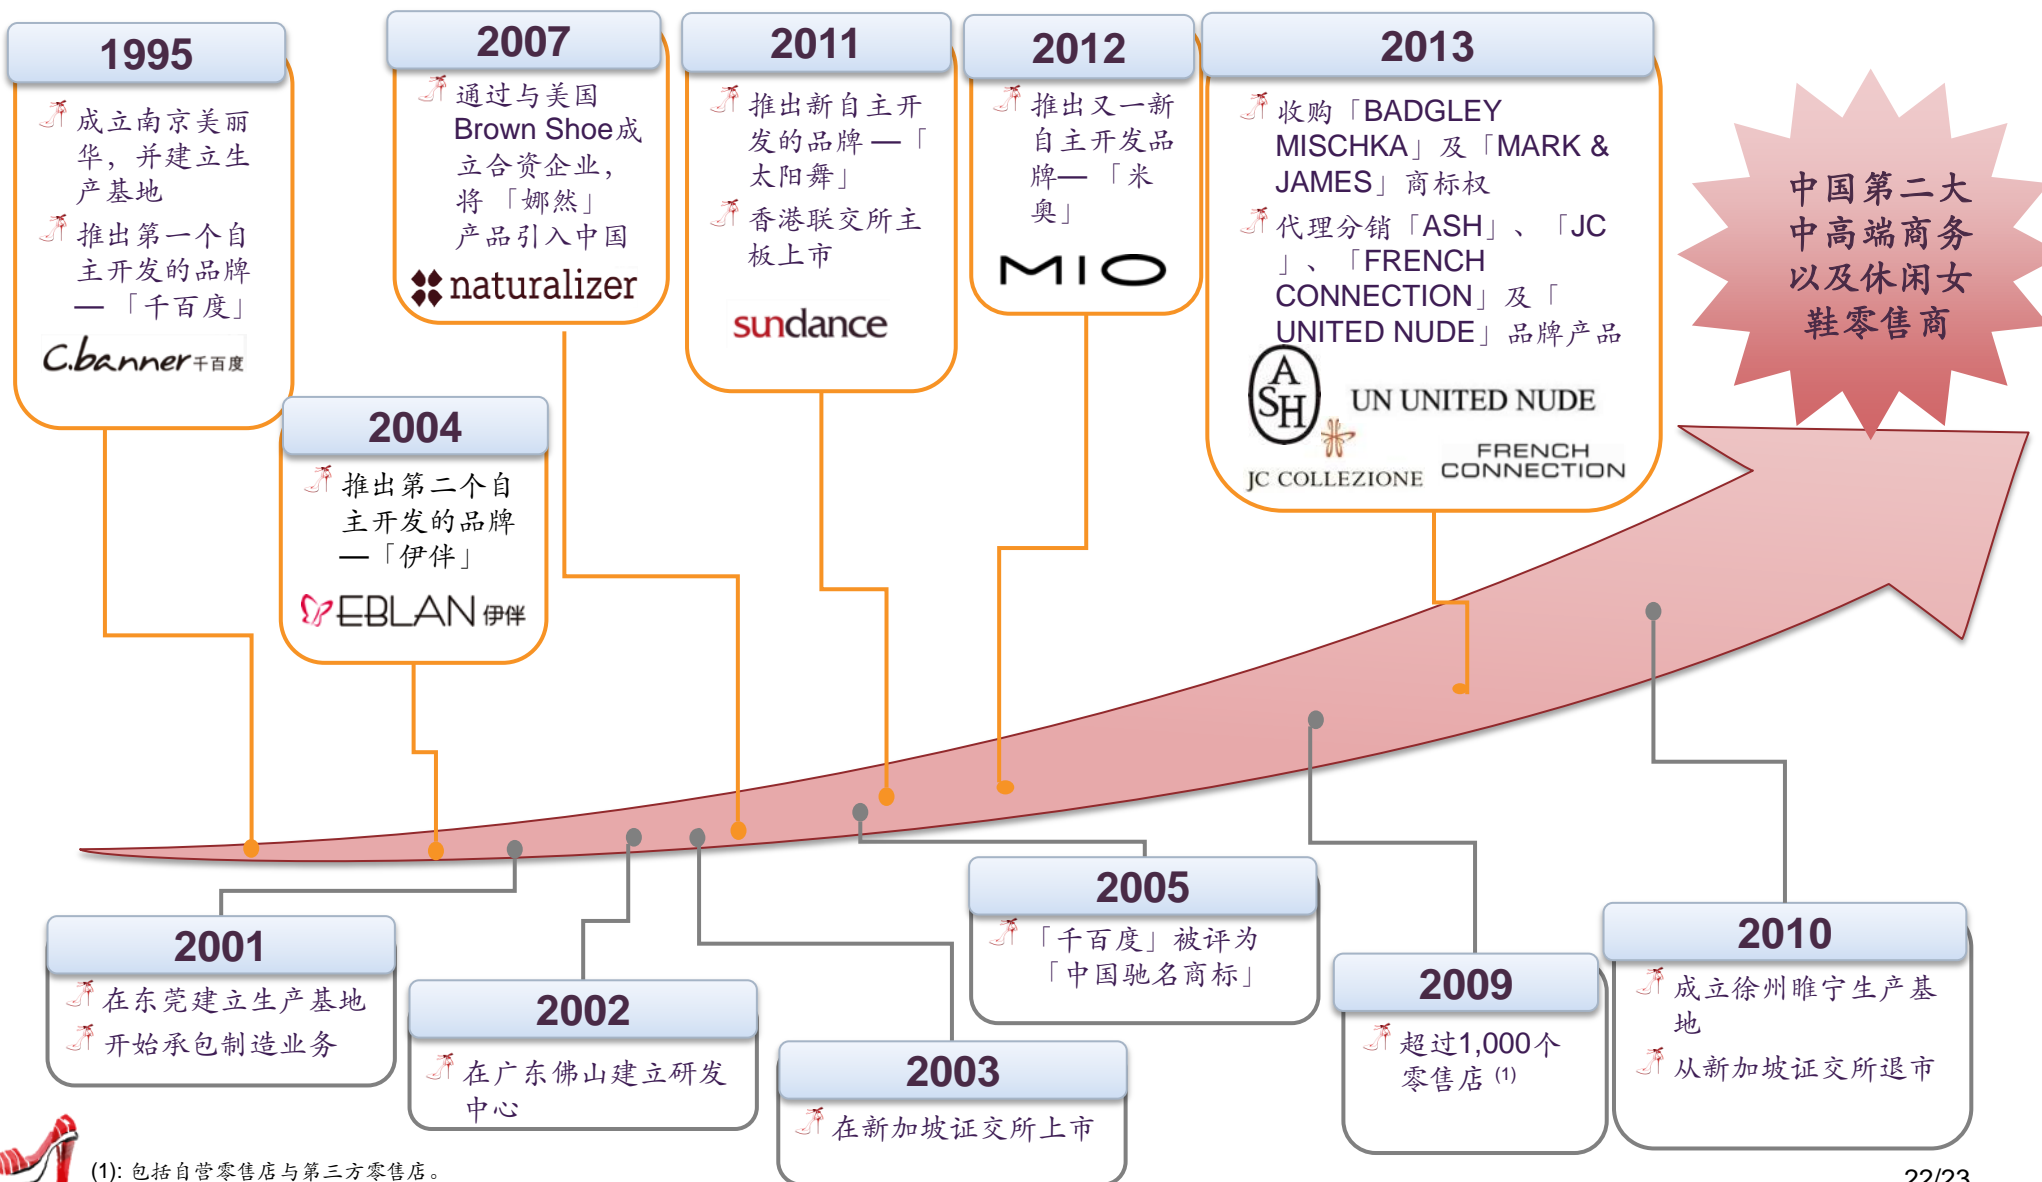 1995
成立南京美丽
华，并建立生
产基地
推出第一个自
主开发的品牌
—「千百度」
C.banner千百度
2004
推出第二个自
主开发的品牌
—「伊伴」
EBLAN 伊伴
2007
通过与美国
Brown Shoe成
立合资企业，
将「娜然」
产品引入中国
naturalizer
2011
推出新自主开
发的品牌 —「
太阳舞」
香港联交所主
板上市
sundance
2012
推出又一新
自主开发品
牌—「米
奥」
MIO
2013
收购「BADGLEY
MISCHKA」及「MARK &
JAMES」商标权
代理分销「ASH」、「JC
」、「FRENCH
CONNECTION」及「
UNITED NUDE」品牌产品
ASH
UN UNITED NUDE
JC COLLEZIONE
FRENCH
CONNECTION
中国第二大
中高端商务
以及休闲女
鞋零售商
2001
在东莞建立生产基地
开始承包制造业务
2002
在广东佛山建立研发
中心
2003
在新加坡证交所上市
2005
「千百度」被评为
「中国驰名商标」
2009
超过1,000个
零售店 (1)
2010
成立徐州睢宁生产基
地
从新加坡证交所退市
(1): 包括自营零售店与第三方零售店。
22/23